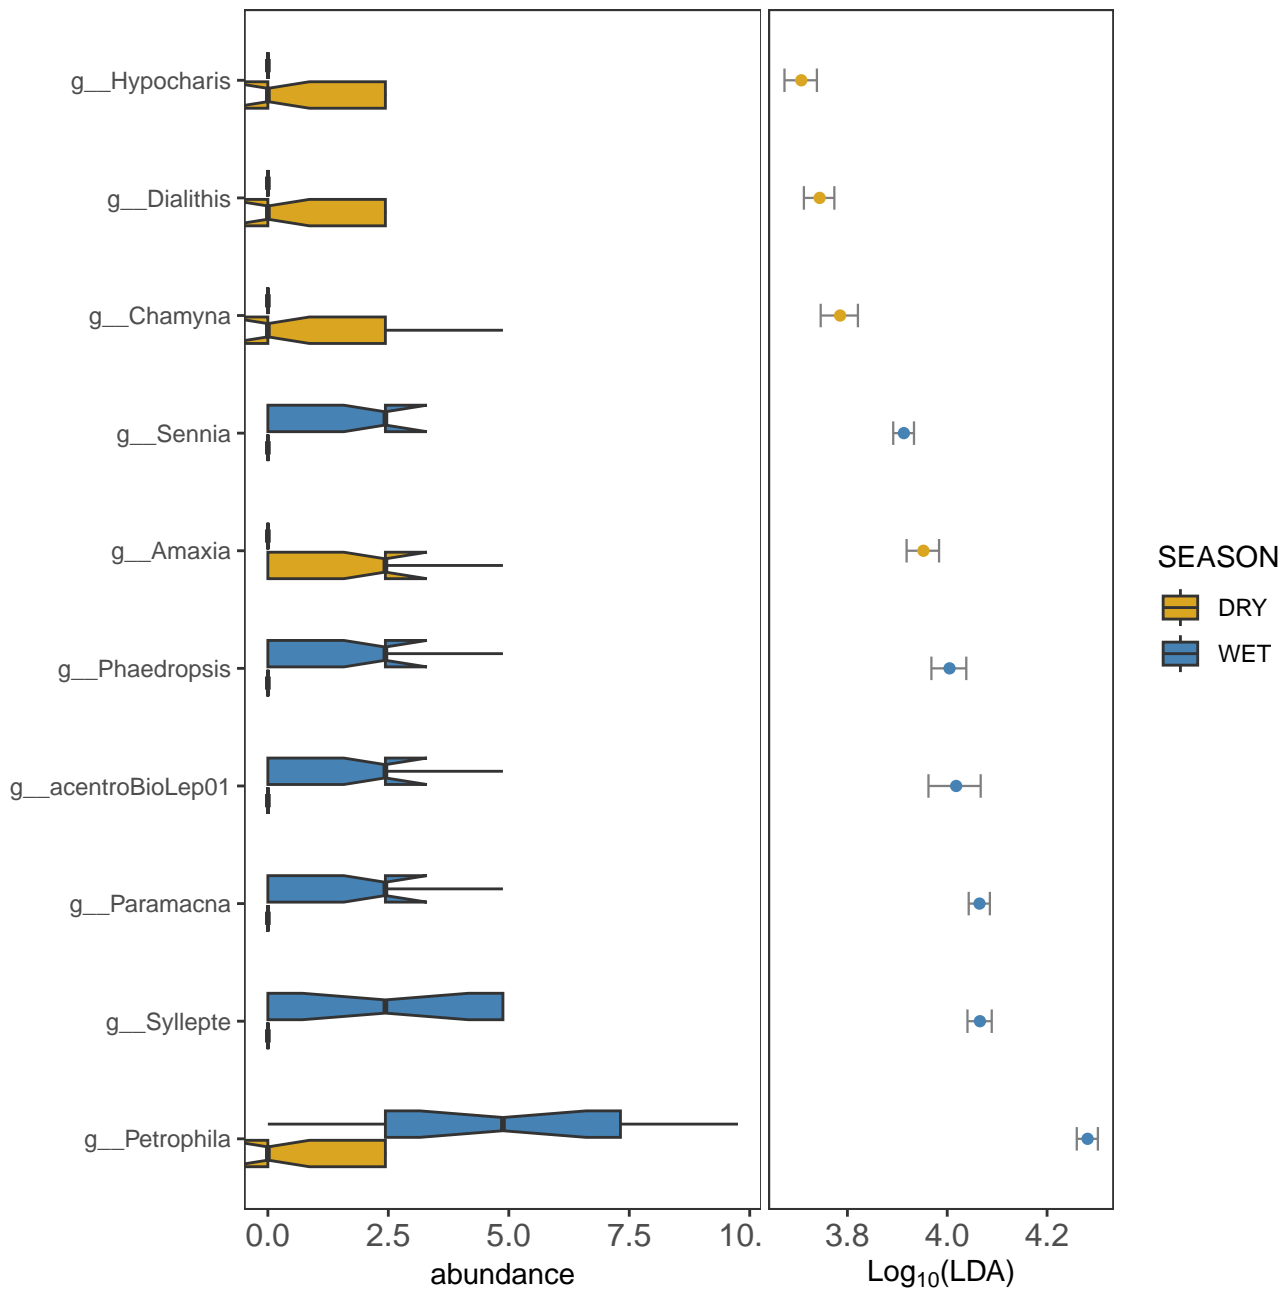 g__Hypocharis
g__Dialithis
g__Chamyna
g__Sennia
g__Amaxia
g__Phaedropsis
g__acentroBioLep01
g__Paramacna
g__Syllepte
g__Petrophila
0.0 2.5 5.0 7.5 10.
abundance
3.8 4.0 4.2
Log₁₀(LDA)
SEASON
DRY
WET